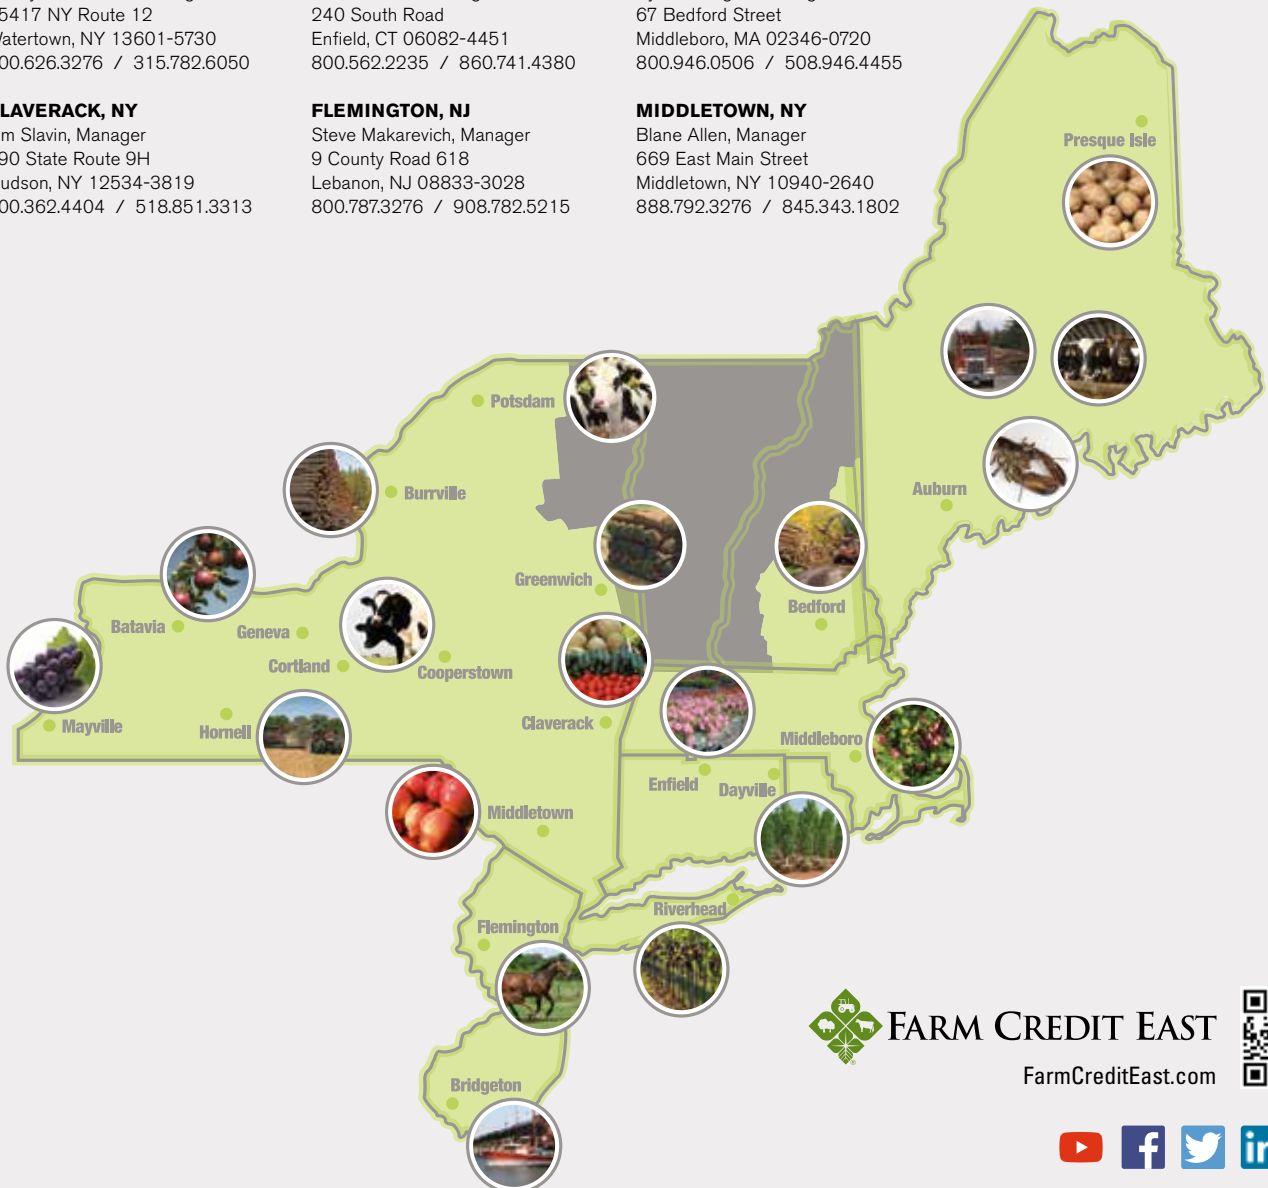 5417 NY Route 12
Watertown, NY 13601-5730
00.626.3276 / 315.782.6050
LAVERACK, NY
m Slavin, Manager
90 State Route 9H
udson, NY 12534-3819
00.362.4404 / 518.851.3313
240 South Road
Enfield, CT 06082-4451
800.562.2235 / 860.741.4380
FLEMINGTON, NJ
Steve Makarevich, Manager
9 County Road 618
Lebanon, NJ 08833-3028
800.787.3276 / 908.782.5215
67 Bedford Street
Middleboro, MA 02346-0720
800.946.0506 / 508.946.4455
MIDDLETOWN, NY
Blane Allen, Manager
669 East Main Street
Middletown, NY 10940-2640
888.792.3276 / 845.343.1802
Presque Isle
Potsdam
Burrville
Auburn
Greenwich
Bedford
Batavia
Geneva
Cortland
Cooperstown
Mayville
Hornell
Claverack
Middleboro
Enfield
Dayville
Middletown
Riverhead
Flemington
Bridgeton
FARM CREDIT EAST
FarmCreditEast.com
in